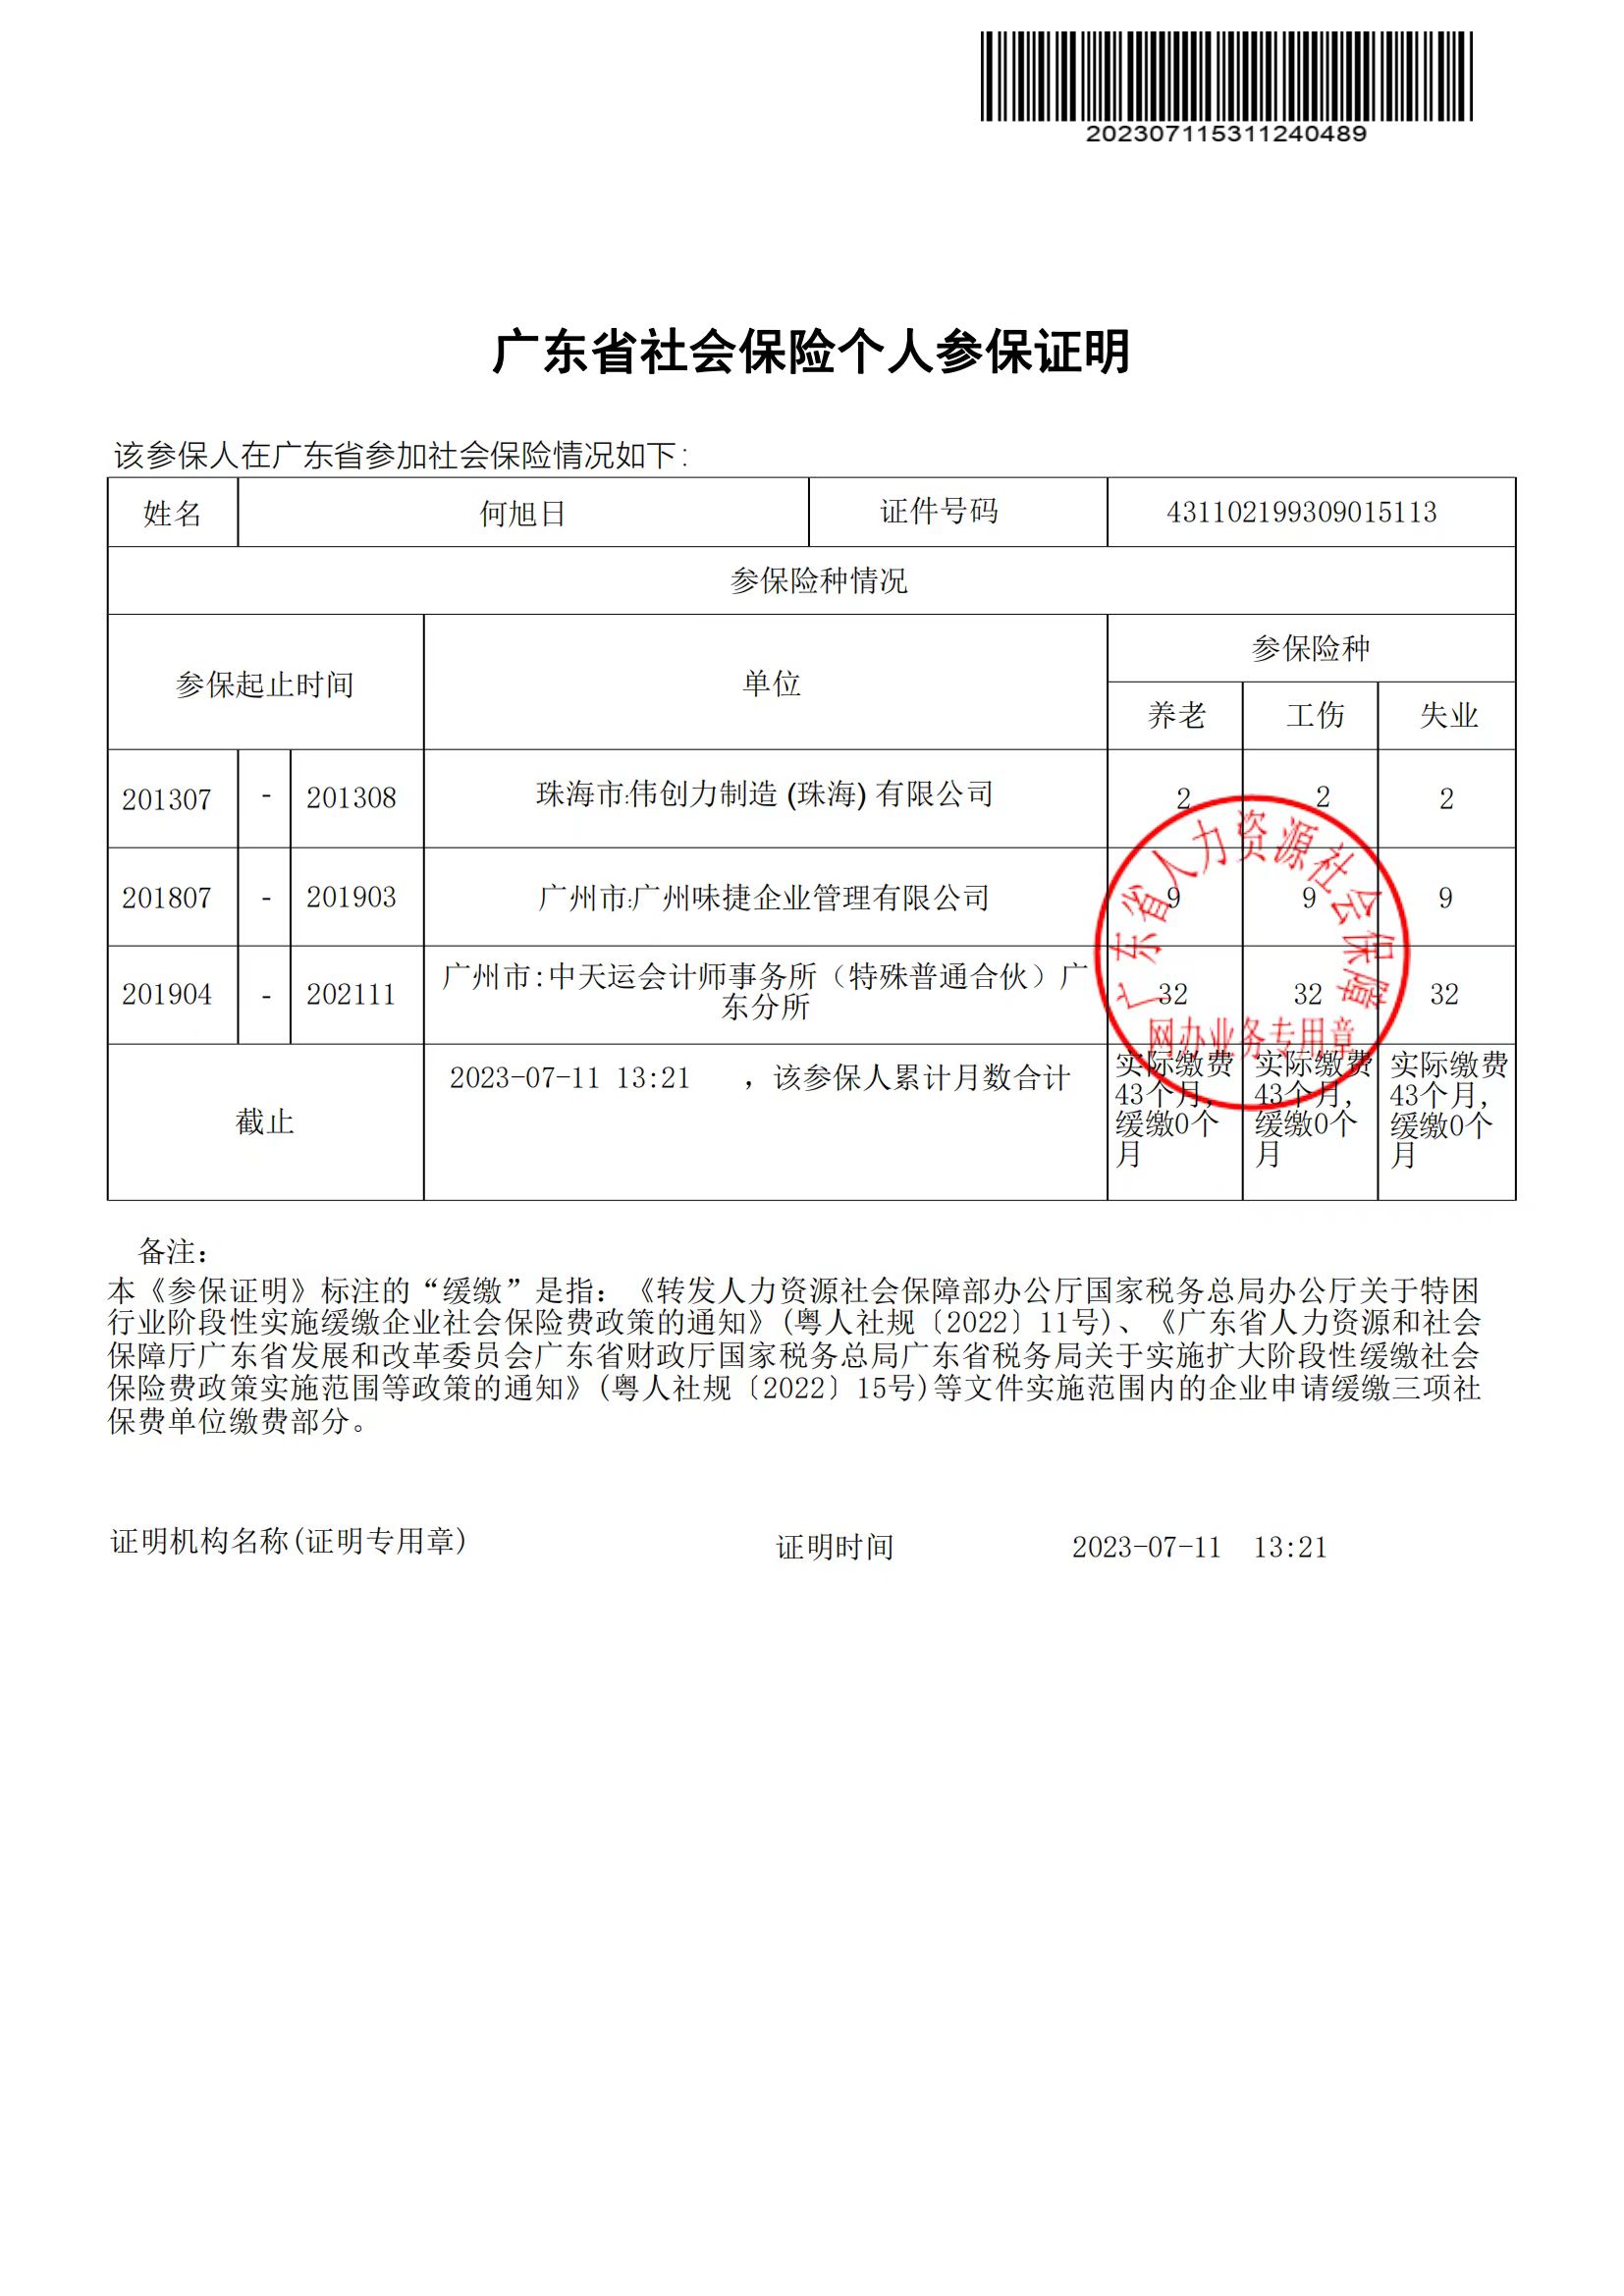 202307115311240489
广东省社会保险个人参保证明
该参保人在广东省参加社会保险情况如下：
姓名 何旭日 证件号码 431102199309015113
参保险种情况
参保起止时间 单位 参保险种
养老 工伤 失业
201307 - 201308 珠海市:伟创力制造 (珠海) 有限公司 2 2 2
201807 - 201903 广州市:广州味捷企业管理有限公司 9 9 9
201904 - 202111 广州市:中天运会计师事务所（特殊普通合伙）广
东分所 32 32 32
截止 2023-07-11 13:21 ，该参保人累计月数合计
实际缴费
43个月,
缓缴0个
月
实际缴费
43个月,
缓缴0个
月
实际缴费
43个月,
缓缴0个
月
广东省人力资源社会保障
网办业务专用章
备注：
本《参保证明》标注的“缓缴”是指：《转发人力资源社会保障部办公厅国家税务总局办公厅关于特困
行业阶段性实施缓缴企业社会保险费政策的通知》(粤人社规〔2022〕11号)、《广东省人力资源和社会
保障厅广东省发展和改革委员会广东省财政厅国家税务总局广东省税务局关于实施扩大阶段性缓缴社会
保险费政策实施范围等政策的通知》(粤人社规〔2022〕15号)等文件实施范围内的企业申请缓缴三项社
保费单位缴费部分。
证明机构名称(证明专用章) 证明时间 2023-07-11 13:21